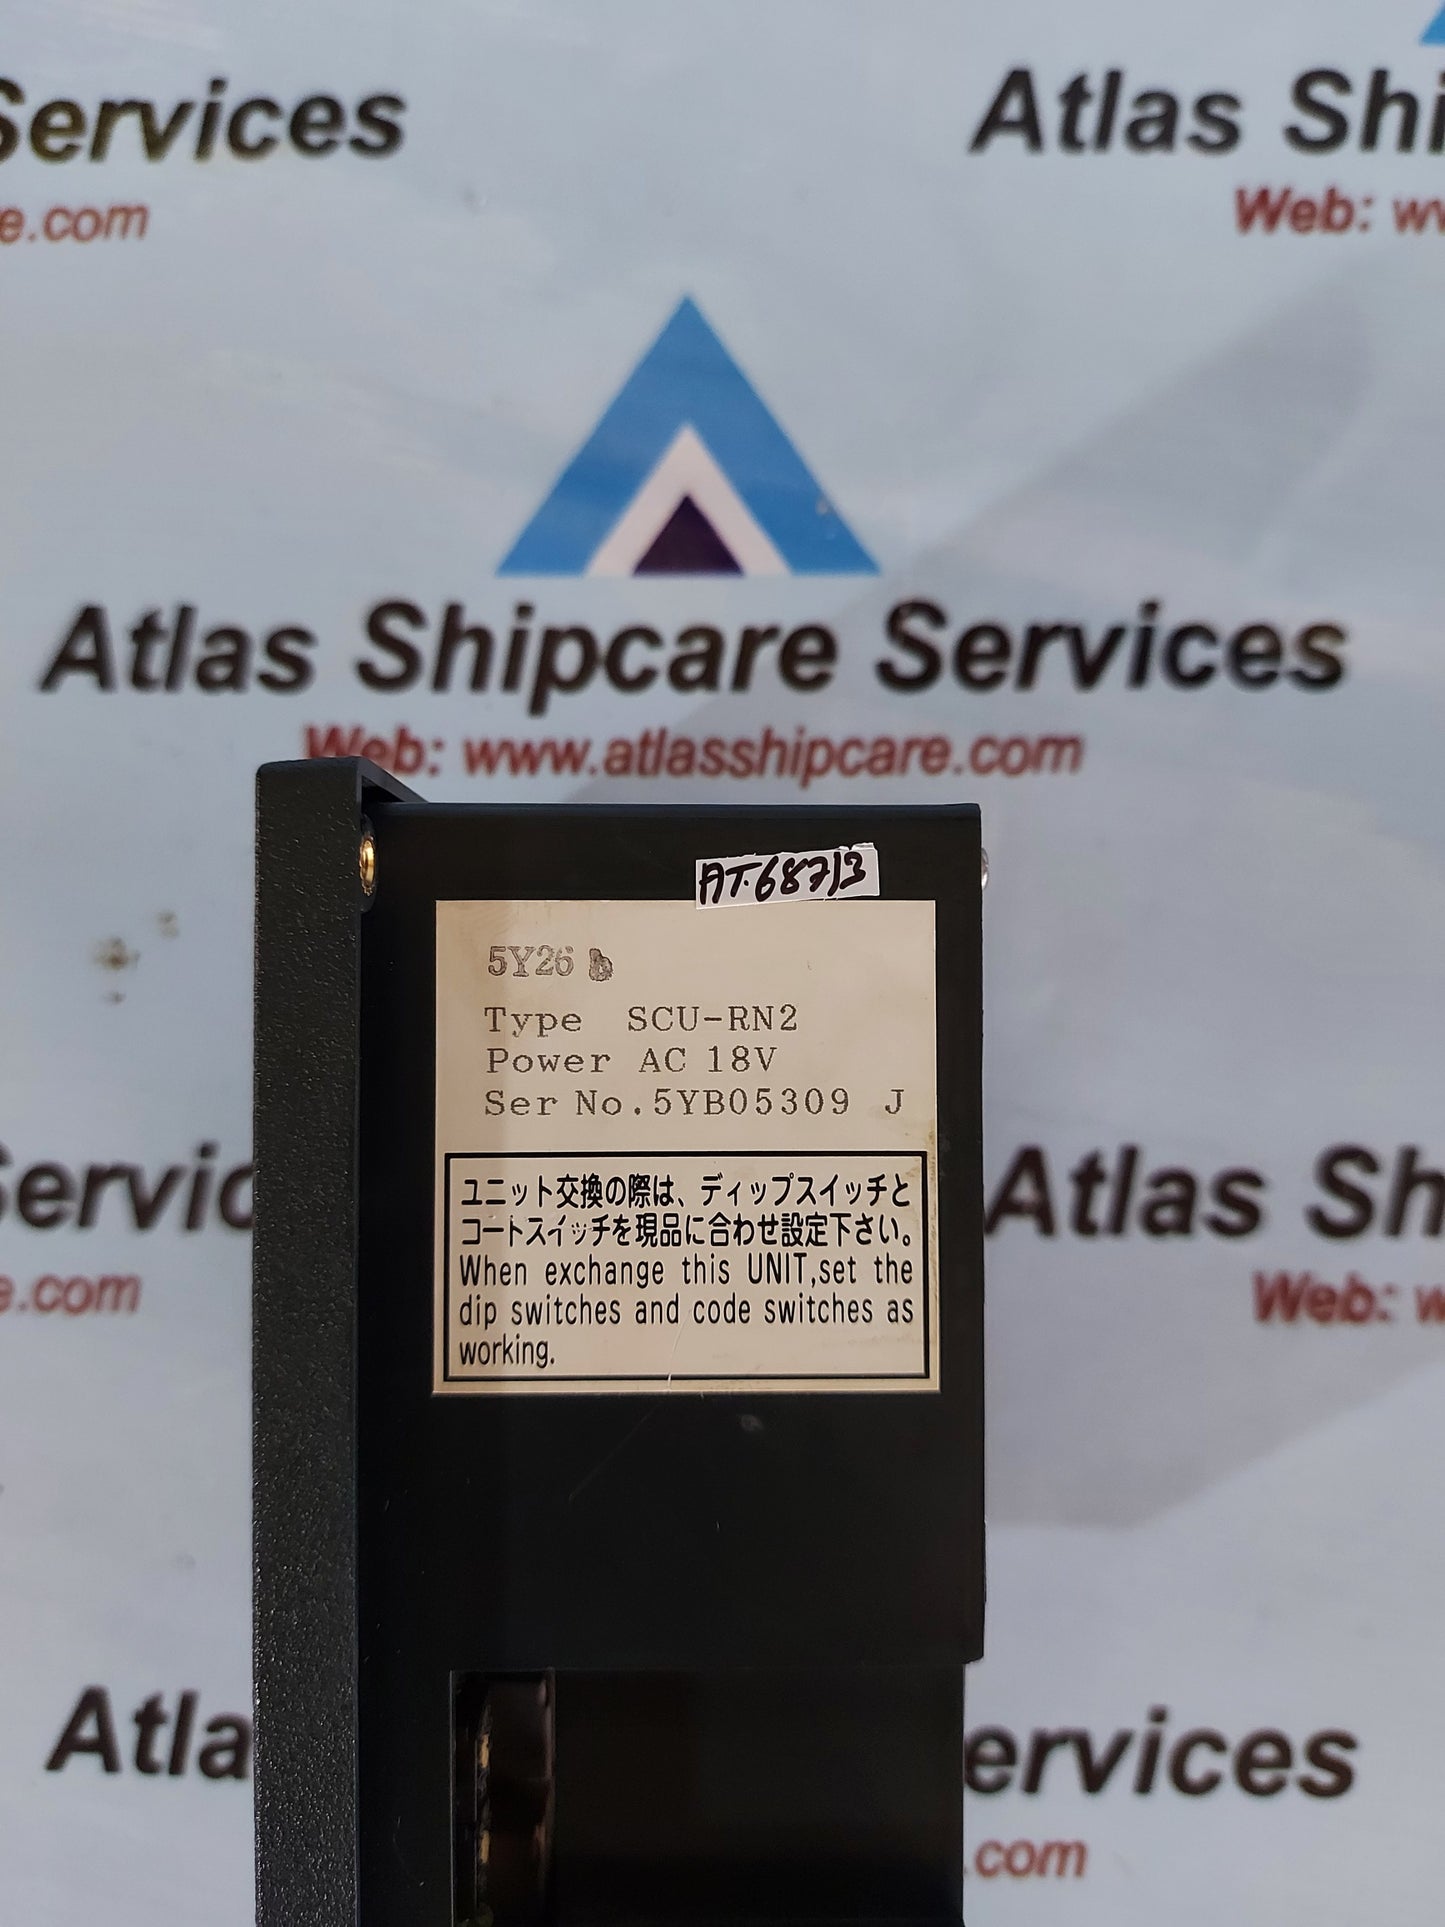 Services
Atlas Shi
e.com
Web: ww
Atlas Shipcare Services
Web: www.atlasshipcare.com
AT.68713
5Y26
Type SCU-RN2
Power AC 18V
Ser No.5YB05309 J
ユニット交換の際は、ディップスイッチと
コートスイッチを現品に合わせ設定下さい。
When exchange this UNIT,set the
dip switches and code switches as
working.
Servic
Atlas Sh
e.com
Web: w
Atla
ervices
.com